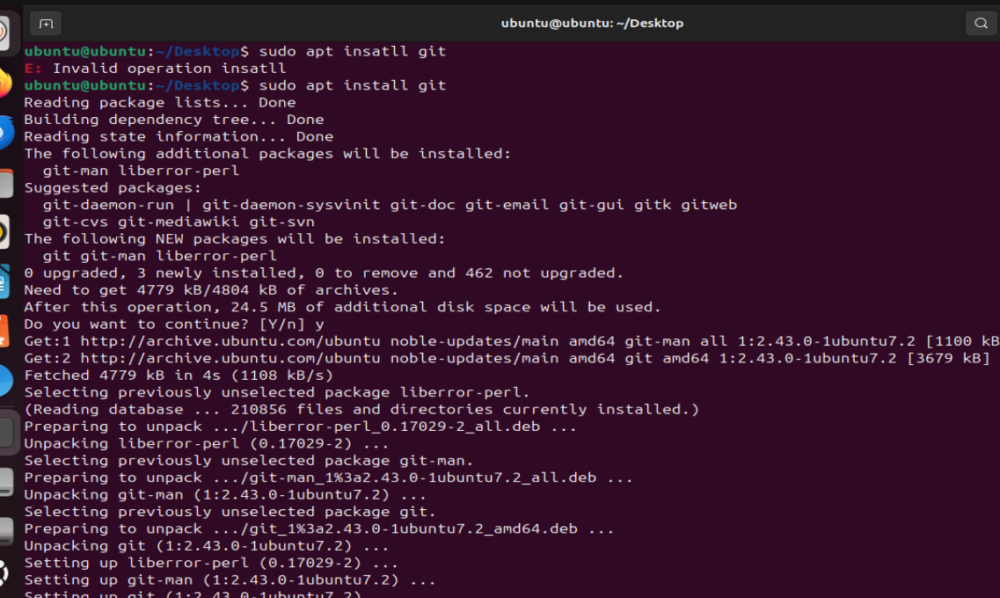 ubuntu@ubuntu: ~/Desktop
ubuntu@ubuntu:~/Desktop$ sudo apt insatll git
E: Invalid operation insatll
ubuntu@ubuntu:~/Desktop$ sudo apt install git
Reading package lists... Done
Building dependency tree... Done
Reading state information... Done
The following additional packages will be installed:
  git-man liberror-perl
Suggested packages:
  git-daemon-run | git-daemon-sysvinit git-doc git-email git-gui gitk gitweb
  git-cvs git-mediawiki git-svn
The following NEW packages will be installed:
  git git-man liberror-perl
0 upgraded, 3 newly installed, 0 to remove and 462 not upgraded.
Need to get 4779 kB/4804 kB of archives.
After this operation, 24.5 MB of additional disk space will be used.
Do you want to continue? [Y/n] y
Get:1 http://archive.ubuntu.com/ubuntu noble-updates/main amd64 git-man all 1:2.43.0-1ubuntu7.2 [1100 kB
Get:2 http://archive.ubuntu.com/ubuntu noble-updates/main amd64 git amd64 1:2.43.0-1ubuntu7.2 [3679 kB]
Fetched 4779 kB in 4s (1108 kB/s)
Selecting previously unselected package liberror-perl.
(Reading database ... 210856 files and directories currently installed.)
Preparing to unpack .../liberror-perl_0.17029-2_all.deb ...
Unpacking liberror-perl (0.17029-2) ...
Selecting previously unselected package git-man.
Preparing to unpack .../git-man_1%3a2.43.0-1ubuntu7.2_all.deb ...
Unpacking git-man (1:2.43.0-1ubuntu7.2) ...
Selecting previously unselected package git.
Preparing to unpack .../git_1%3a2.43.0-1ubuntu7.2_amd64.deb ...
Unpacking git (1:2.43.0-1ubuntu7.2) ...
Setting up liberror-perl (0.17029-2) ...
Setting up git-man (1:2.43.0-1ubuntu7.2) ...
Setting up git (1:2.43.0-1ubuntu7.2)